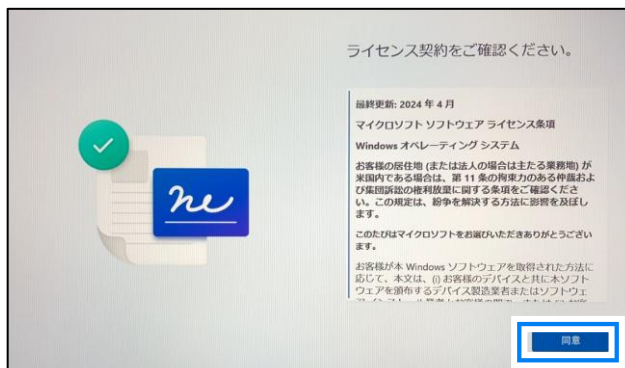 ライセンス契約をご確認ください。
最終更新: 2024 年 4 月
マイクロソフト ソフトウェア ライセンス条項
Windows オペレーティング システム
お客様の居住地 (または法人の場合は主たる業務地) が
米国内である場合は、第 11 条の拘束力のある仲裁およ
び集団訴訟の権利放棄に関する条項をご確認くださ
い。この規定は、紛争を解決する方法に影響を及ぼし
ます。
このたびはマイクロソフトをお選びいただきありがとうござい
ます。
お客様が本 Windows ソフトウェアを取得された方法に
応じて、本文は、(i) お客様のデバイスと共に本ソフト
ウェアを頒布するデバイス製造業者またはソフトウェ
同意